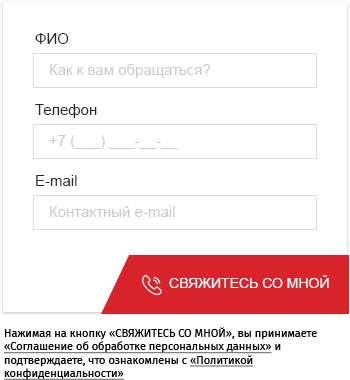 ФИО
Как к вам обращаться?
Телефон
+7 (___) ___-__-__
E-mail
Контактный e-mail
СВЯЖИТЕСЬ СО МНОЙ
Нажимая на кнопку «СВЯЖИТЕСЬ СО МНОЙ», вы принимаете
«Соглашение об обработке персональных данных» и
подтверждаете, что ознакомлены с «Политикой
конфиденциальности»